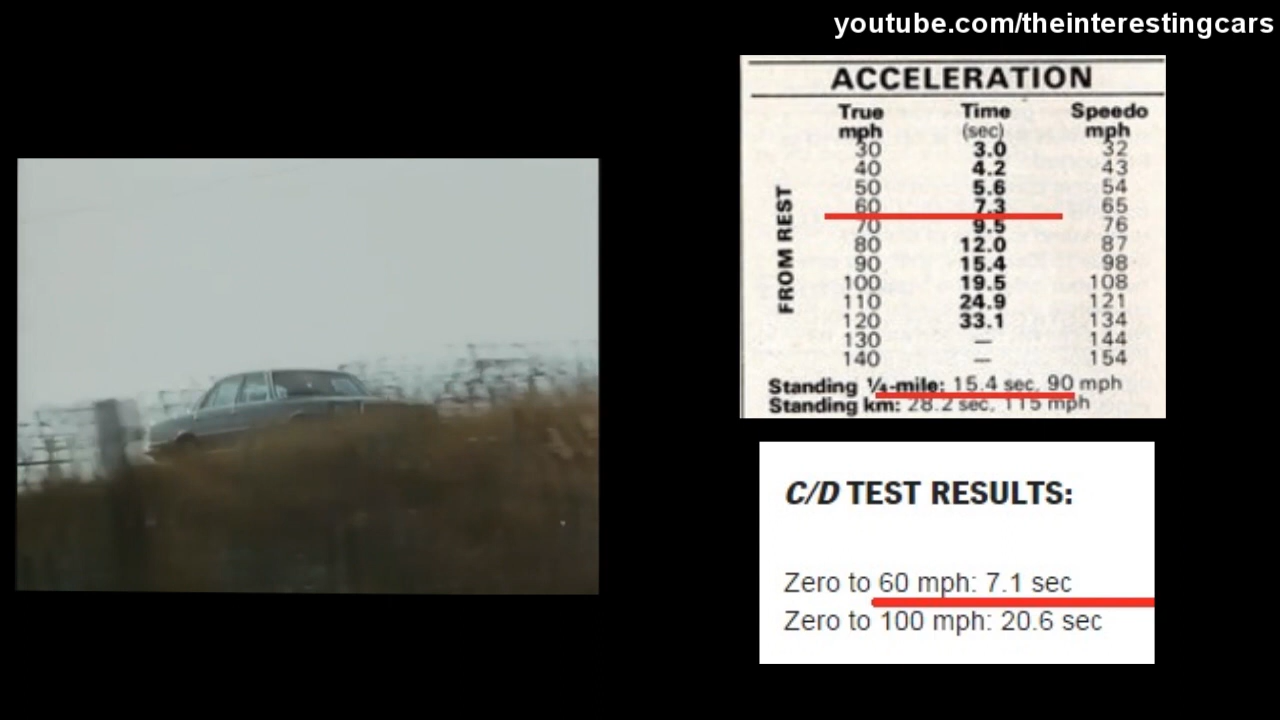 youtube.com/theinterestingcars
ACCELERATION
True Time Speedo
mph (sec) mph
FROM REST
30 3.0 32
40 4.2 43
50 5.6 54
60 7.3 65
70 9.5 76
80 12.0 87
90 15.4 98
100 19.5 108
110 24.9 121
120 33.1 134
130 — 144
140 — 154
Standing ¼-mile: 15.4 sec, 90 mph
Standing km: 28.2 sec, 115 mph
C/D TEST RESULTS:
Zero to 60 mph: 7.1 sec
Zero to 100 mph: 20.6 sec